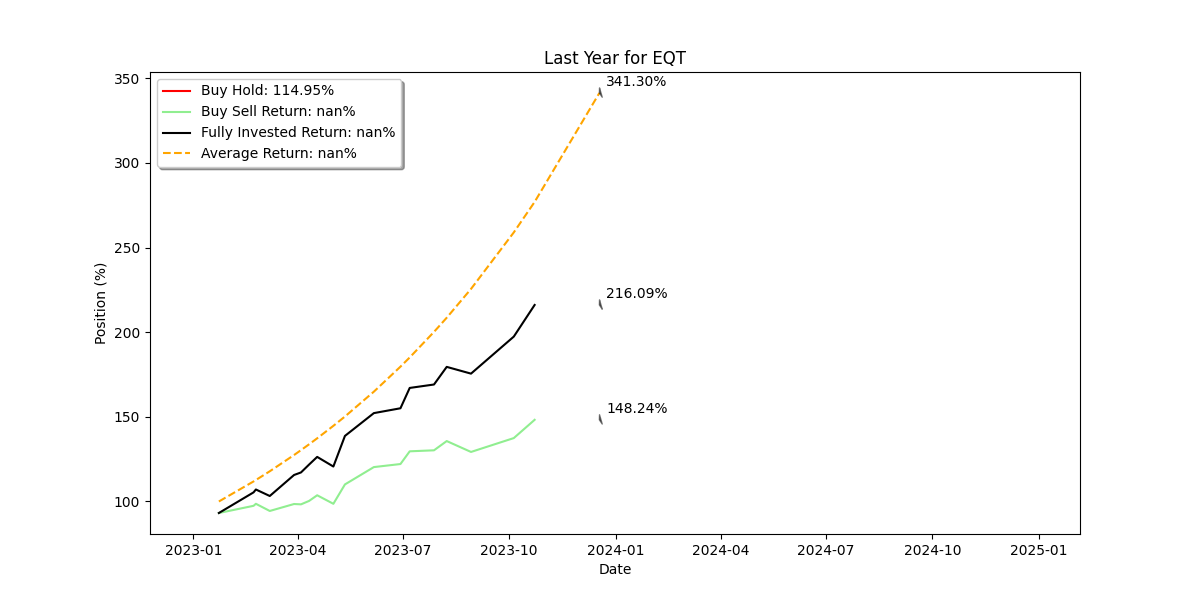 Last Year for EQT
350
300
250
200
150
100
Position (%)
Buy Hold: 114.95%
Buy Sell Return: nan%
Fully Invested Return: nan%
Average Return: nan%
341.30%
216.09%
148.24%
2023-01
2023-04
2023-07
2023-10
2024-01
2024-04
2024-07
2024-10
2025-01
Date